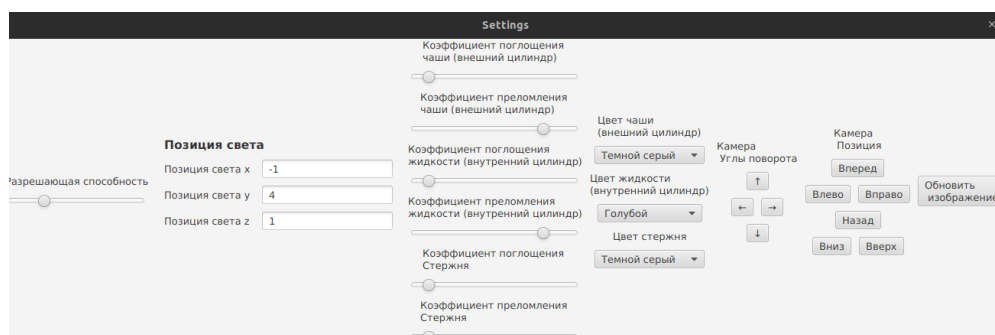 Settings
Разрешающая способность
Позиция света
Позиция света x
-1
Позиция света y
4
Позиция света z
1
Коэффициент поглощения
чаши (внешний цилиндр)
Коэффициент преломления
чаши (внешний цилиндр)
Коэффициент поглощения
жидкости (внутренний цилиндр)
Коэффициент преломления
жидкости (внутренний цилиндр)
Коэффициент поглощения
Стержня
Коэффициент преломления
Стержня
Цвет чаши
(внешний цилиндр)
Темной серый
Цвет жидкости
(внутренний цилиндр)
Голубой
Цвет стержня
Темной серый
Камера
Углы поворота
↑
← →
↓
Камера
Позиция
Вперед
Влево Вправо
Назад
Вниз Вверх
Обновить
изображение